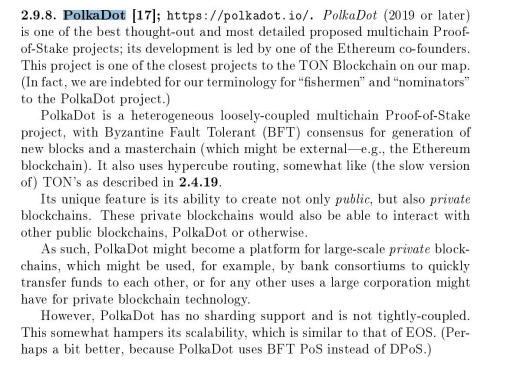 2.9.8. PolkaDot [17]; https://polkadot.io/. PolkaDot (2019 or later)
is one of the best thought-out and most detailed proposed multichain Proof-
of-Stake projects; its development is led by one of the Ethereum co-founders.
This project is one of the closest projects to the TON Blockchain on our map.
(In fact, we are indebted for our terminology for “fishermen” and “nominators”
to the PolkaDot project.)
PolkaDot is a heterogeneous loosely-coupled multichain Proof-of-Stake
project, with Byzantine Fault Tolerant (BFT) consensus for generation of
new blocks and a masterchain (which might be external—e.g., the Ethereum
blockchain). It also uses hypercube routing, somewhat like (the slow version
of) TON’s as described in 2.4.19.
Its unique feature is its ability to create not only public, but also private
blockchains. These private blockchains would also be able to interact with
other public blockchains, PolkaDot or otherwise.
As such, PolkaDot might become a platform for large-scale private block-
chains, which might be used, for example, by bank consortiums to quickly
transfer funds to each other, or for any other uses a large corporation might
have for private blockchain technology.
However, PolkaDot has no sharding support and is not tightly-coupled.
This somewhat hampers its scalability, which is similar to that of EOS. (Per-
haps a bit better, because PolkaDot uses BFT PoS instead of DPoS.)